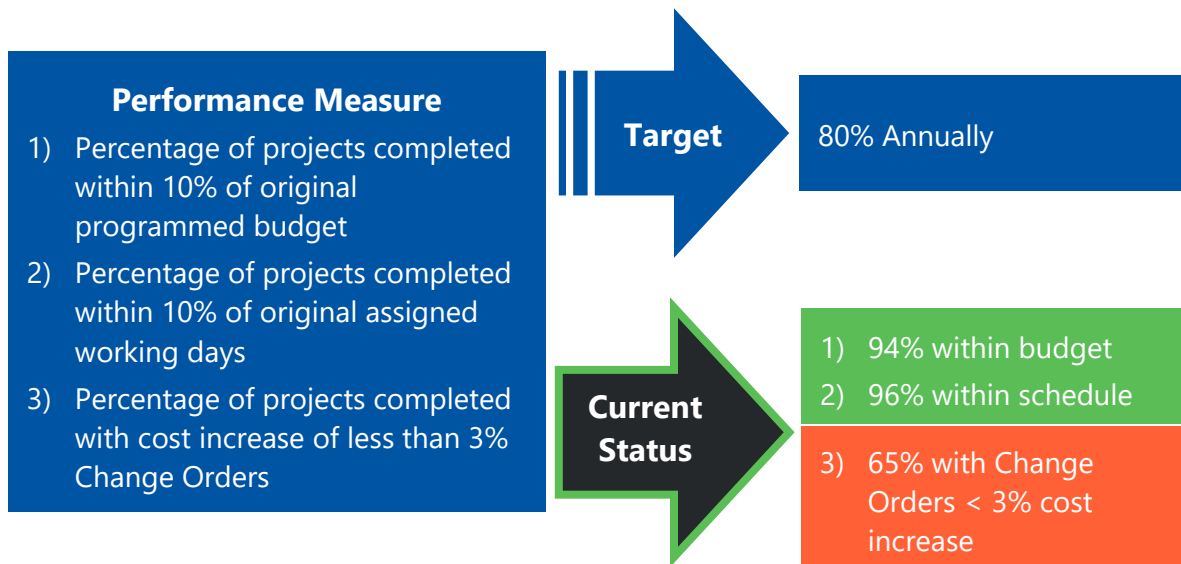 Performance Measure
1) Percentage of projects completed
within 10% of original
programmed budget
2) Percentage of projects completed
within 10% of original assigned
working days
3) Percentage of projects completed
with cost increase of less than 3%
Change Orders
Target
80% Annually
Current
Status
1) 94% within budget
2) 96% within schedule
3) 65% with Change
Orders < 3% cost
increase